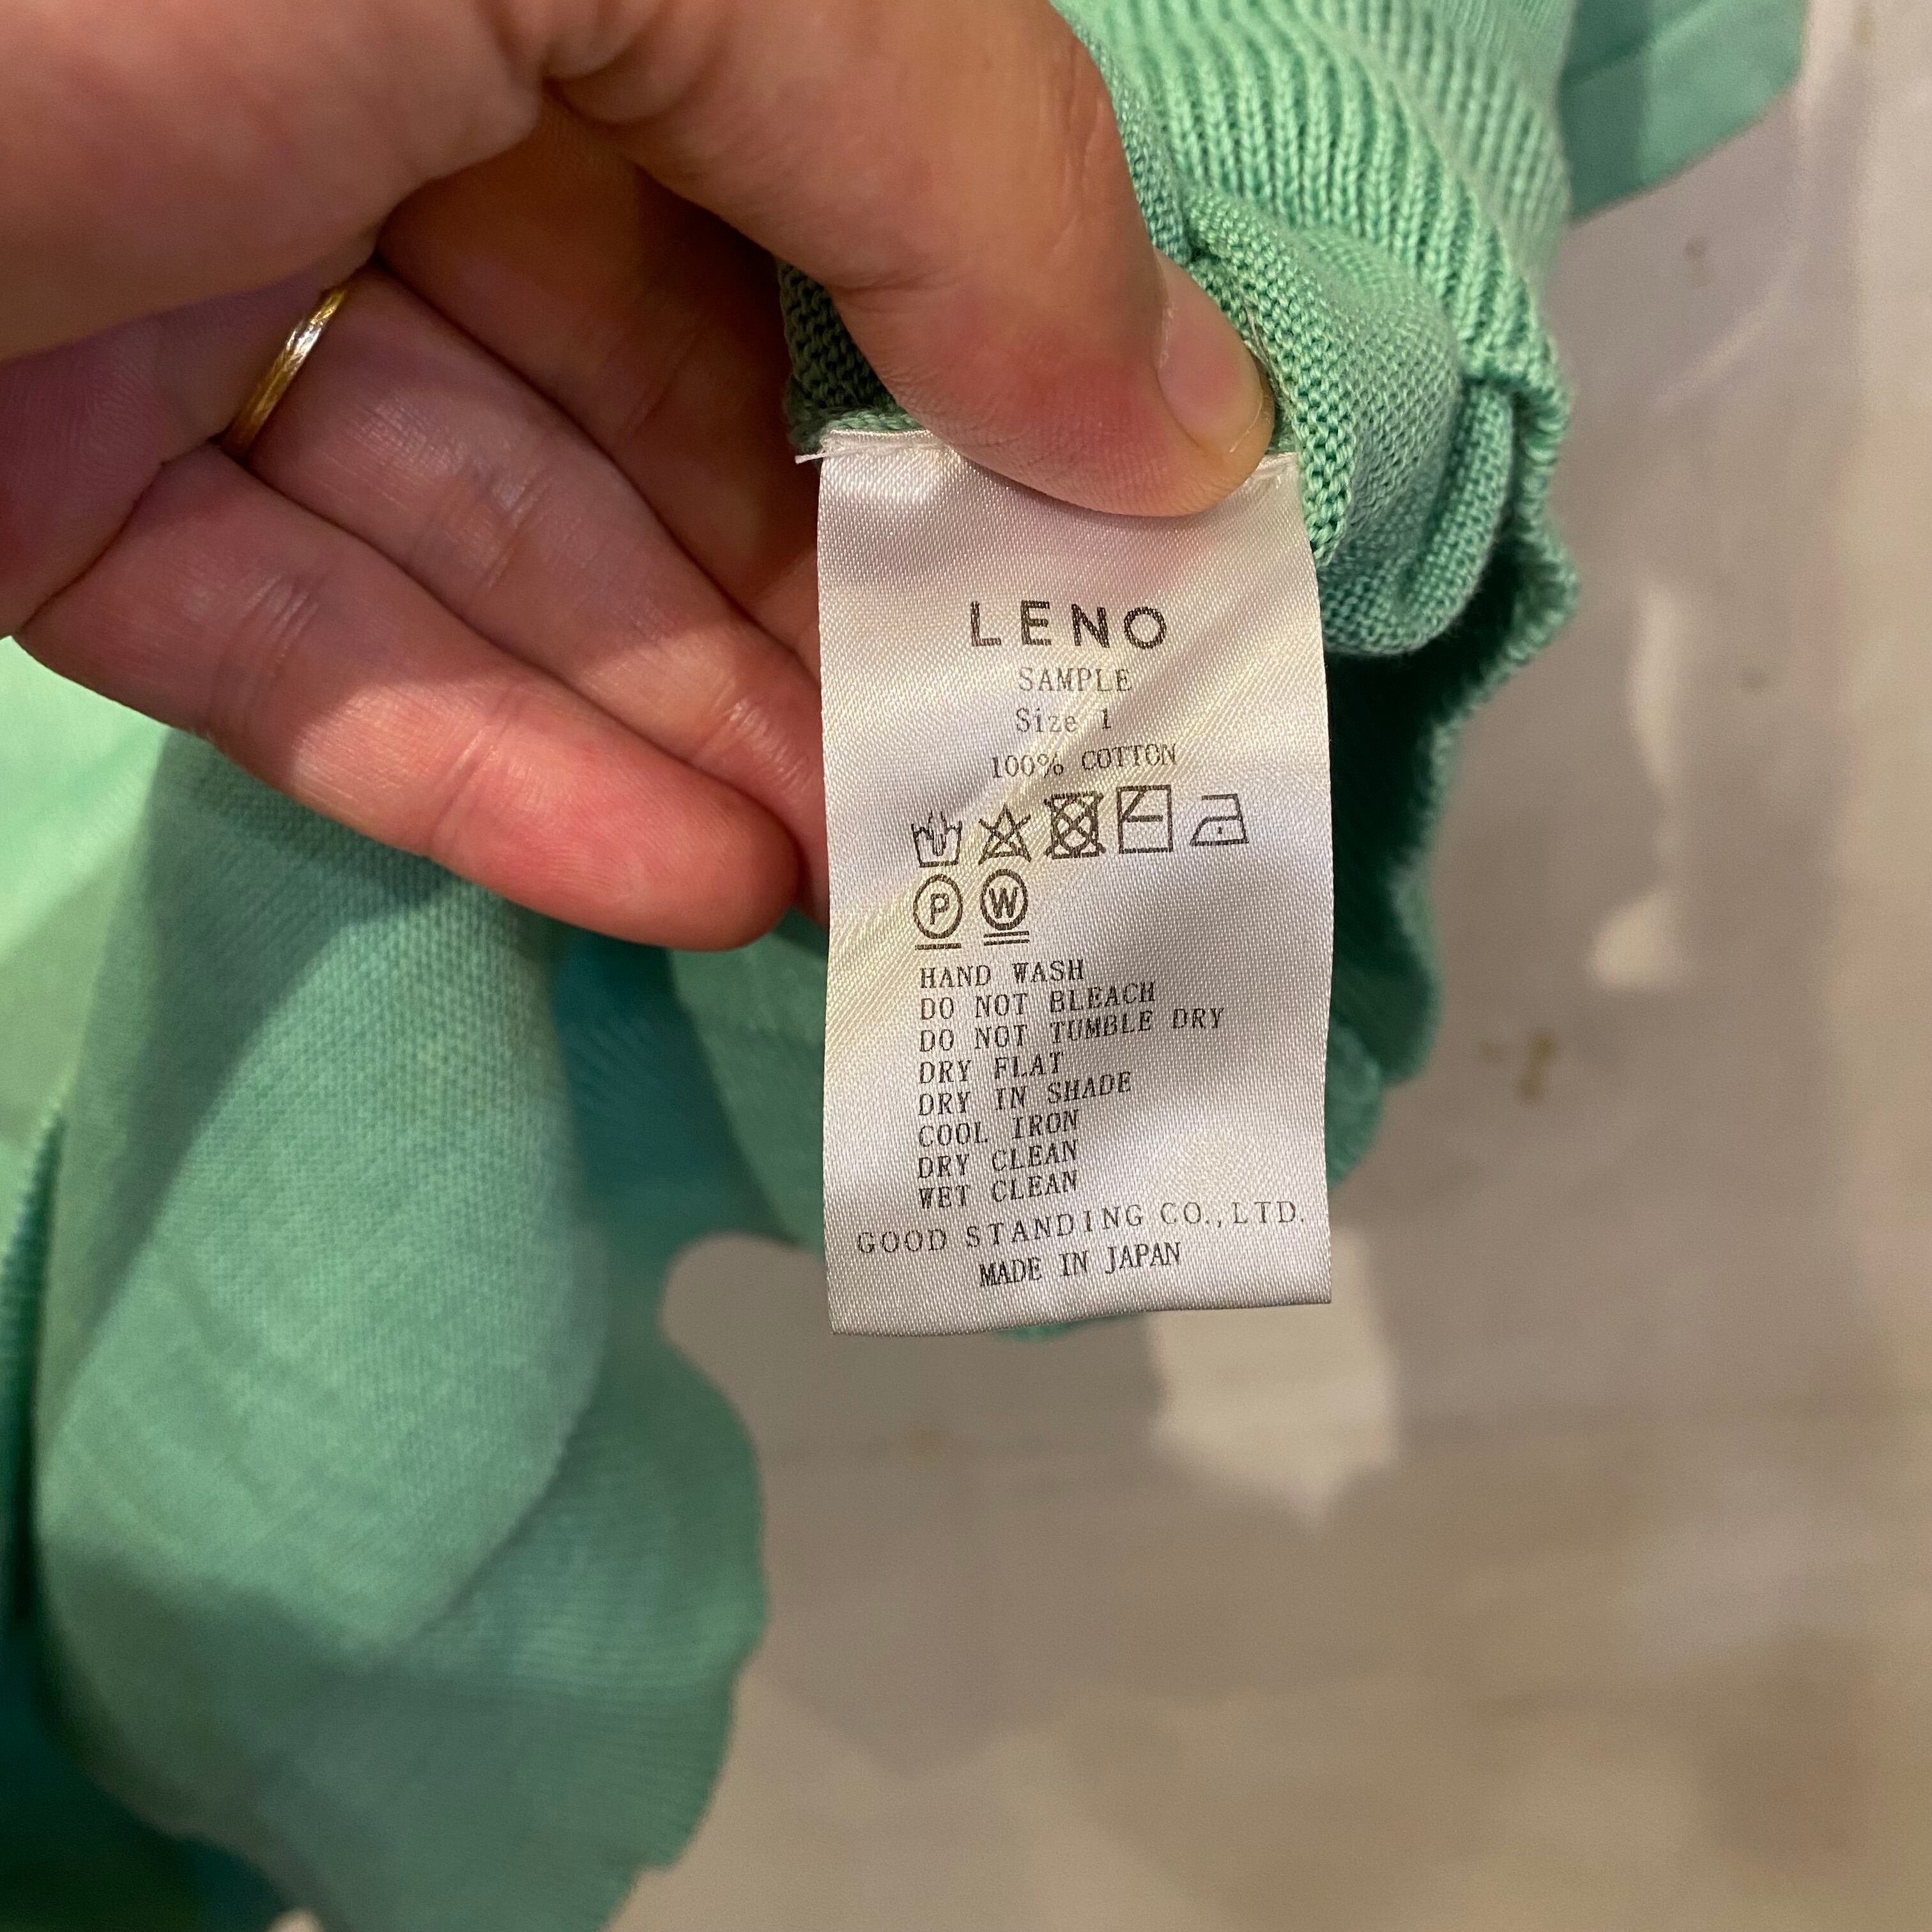 LENO
SAMPLE
Size 1
100% COTTON
P W
HAND WASH
DO NOT BLEACH
DO NOT TUMBLE DRY
DRY FLAT
DRY IN SHADE
COOL IRON
DRY CLEAN
WET CLEAN
GOOD STANDING CO.,LTD.
MADE IN JAPAN